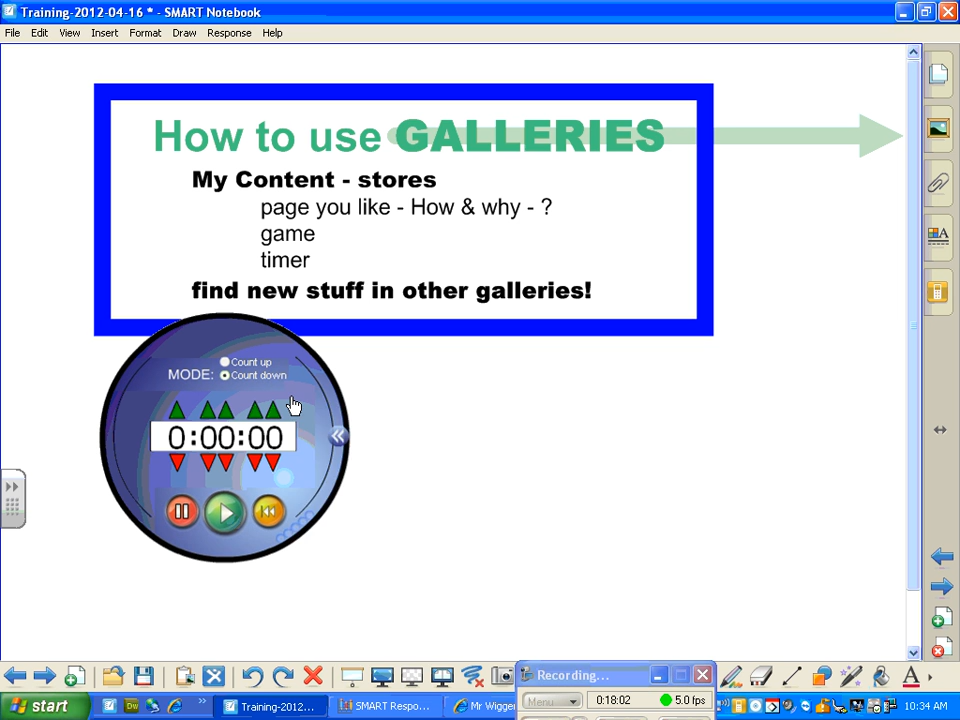 Training-2012-04-16 * - SMART Notebook
File Edit View Insert Format Draw Response Help
How to use GALLERIES
My Content - stores
page you like - How & why - ?
game
timer
find new stuff in other galleries!
Count up
MODE: Count down
0:00:00
Recording...
Menu 0:18:02 5.0 fps
start Training-2012... SMART Respo... Mr Wigger 10:34 AM